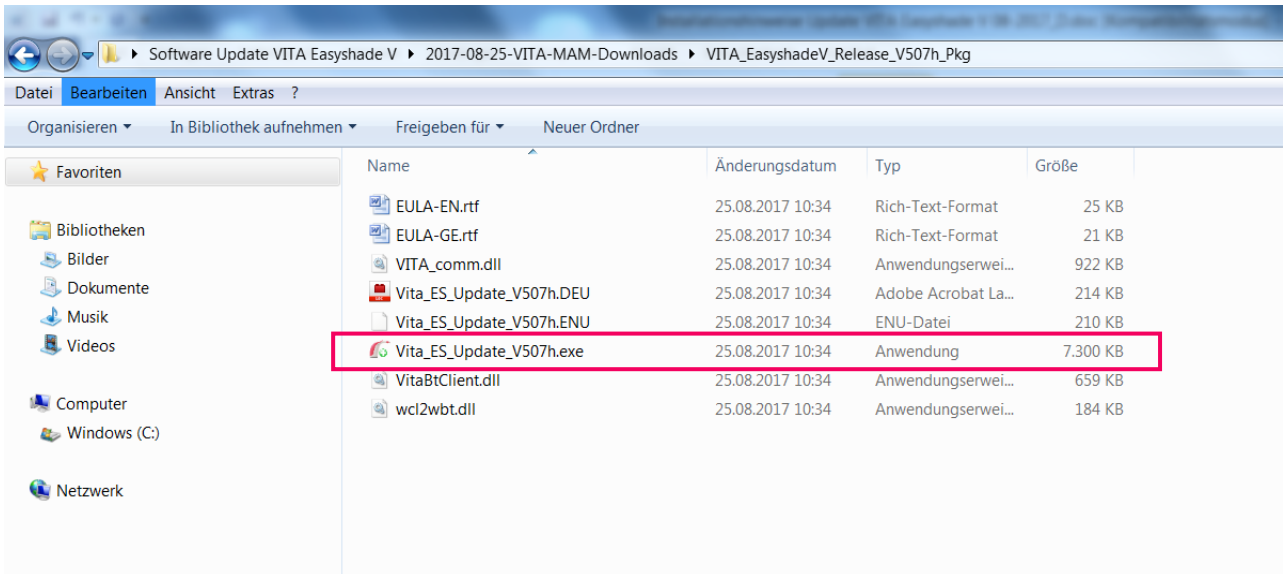 Software Update VITA Easyshade V ▸ 2017-08-25-VITA-MAM-Downloads ▸ VITA_EasyshadeV_Release_V507h_Pkg
Datei Bearbeiten Ansicht Extras ?
Organisieren In Bibliothek aufnehmen Freigeben für Neuer Ordner
Favoriten
Bibliotheken
Bilder
Dokumente
Musik
Videos
Computer
Windows (C:)
Netzwerk
Name Änderungsdatum Typ Größe
EULA-EN.rtf 25.08.2017 10:34 Rich-Text-Format 25 KB
EULA-GE.rtf 25.08.2017 10:34 Rich-Text-Format 21 KB
VITA_comm.dll 25.08.2017 10:34 Anwendungserwei... 922 KB
Vita_ES_Update_V507h.DEU 25.08.2017 10:34 Adobe Acrobat La... 214 KB
Vita_ES_Update_V507h.ENU 25.08.2017 10:34 ENU-Datei 210 KB
Vita_ES_Update_V507h.exe 25.08.2017 10:34 Anwendung 7.300 KB
VitaBtClient.dll 25.08.2017 10:34 Anwendungserwei... 659 KB
wcl2wbt.dll 25.08.2017 10:34 Anwendungserwei... 184 KB